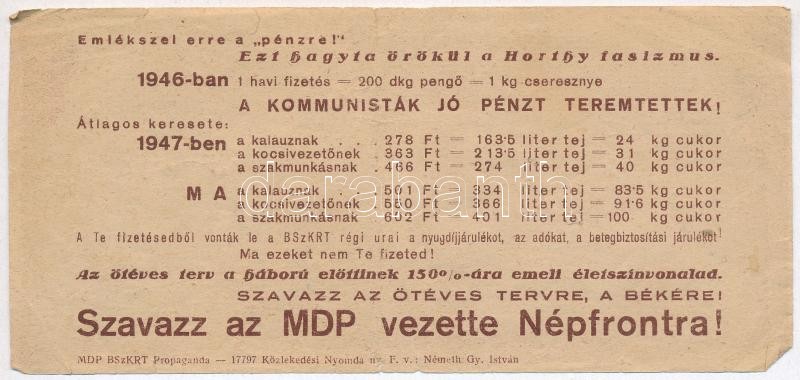 Emlékszel erre a „pénzre!"
Ezt hagyta örökül a Horthy fasizmus.
1946-ban 1 havi fizetés = 200 dkg pengő = 1 kg cseresznye
A KOMMUNISTÁK JÓ PÉNZT TEREMTETTEK!
Átlagos keresete:
1947-ben a kalauznak . . . 278 Ft = 163·5 liter tej = 24 kg cukor
a kocsivezetőnek 363 Ft = 213·5 liter tej = 31 kg cukor
a szakmunkásnak . 466 Ft = 274 liter tej = 40 kg cukor
MA a kalauznak . . . 501 Ft = 334 liter tej = 83·5 kg cukor
a kocsivezetőnek 550 Ft = 366 liter tej = 91·6 kg cukor
a szakmunkásnak . 602 Ft = 401 liter tej = 100 kg cukor
darabanth
A Te fizetésedből vonták le a BSzKRT régi urai a nyugdíjjárulékot, az adókat, a betegbiztosítási járulékot!
Ma ezeket nem Te fizeted!
Az ötéves terv a háború előttinek 150%-ára emeli életszínvonalad.
SZAVAZZ AZ ÖTÉVES TERVRE, A BÉKÉRE!
Szavazz az MDP vezette Népfrontra!
MDP BSzKRT Propaganda — 17797 Közlekedési Nyomda nv. F. v.: Németh Gy. István